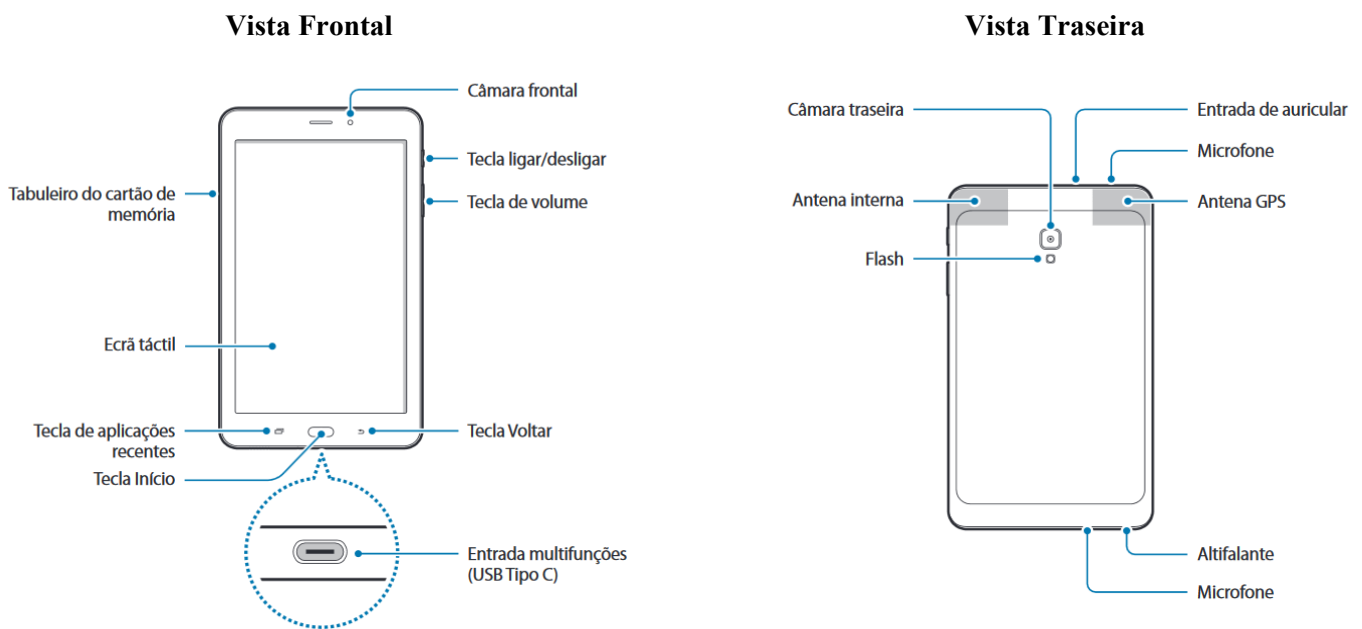 Vista Frontal
Câmara frontal
Tecla ligar/desligar
Tabuleiro do cartão de
memória
Tecla de volume
Ecrã táctil
Tecla de aplicações
recentes
Tecla Voltar
Tecla Início
Entrada multifunções
(USB Tipo C)
Vista Traseira
Câmara traseira
Entrada de auricular
Microfone
Antena interna
Antena GPS
Flash
Altifalante
Microfone